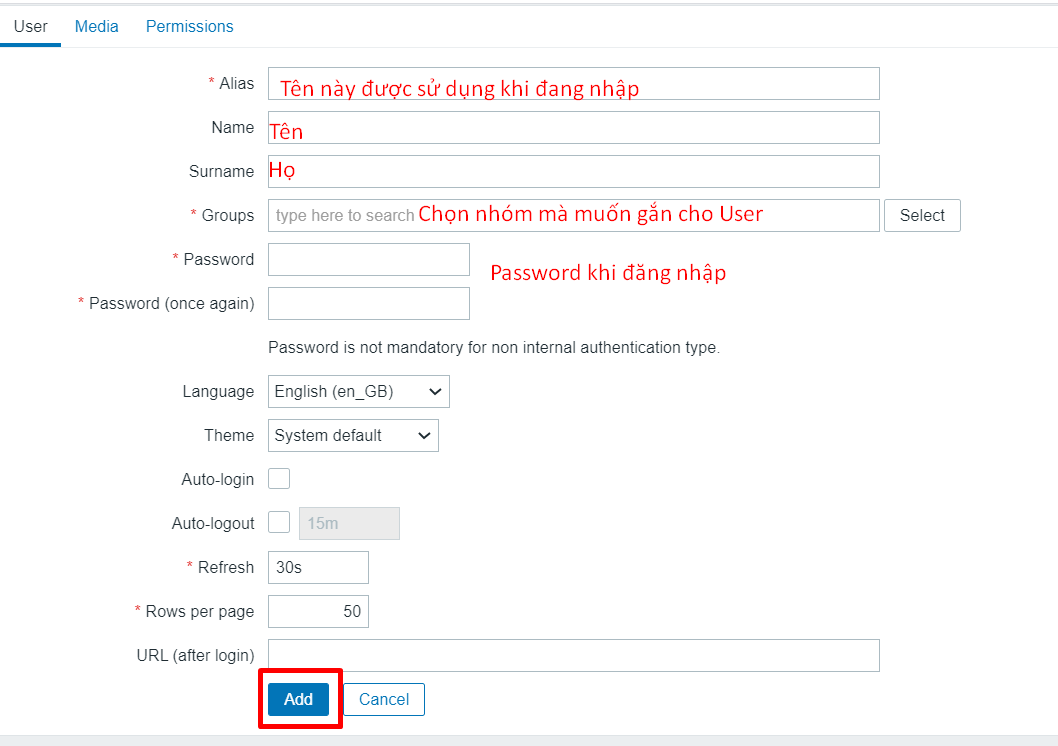 User Media Permissions
* Alias Tên này được sử dụng khi đang nhập
Name Tên
Surname Họ
* Groups type here to search Chọn nhóm mà muốn gắn cho User Select
* Password
Password khi đăng nhập
* Password (once again)
Password is not mandatory for non internal authentication type.
Language English (en_GB)
Theme System default
Auto-login
Auto-logout 15m
* Refresh 30s
* Rows per page 50
URL (after login)
Add Cancel